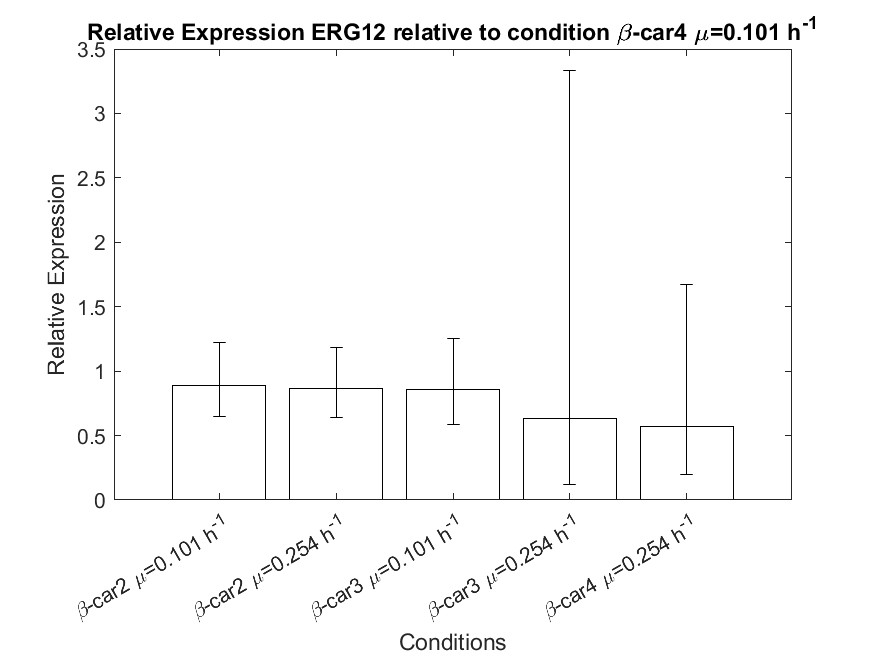 Relative Expression ERG12 relative to condition β-car4 μ=0.101 h⁻¹
3.5
3
2.5
2
1.5
1
0.5
0
Relative Expression
β-car2 μ=0.101 h⁻¹
β-car2 μ=0.254 h⁻¹
β-car3 μ=0.101 h⁻¹
β-car3 μ=0.254 h⁻¹
β-car4 μ=0.254 h⁻¹
Conditions